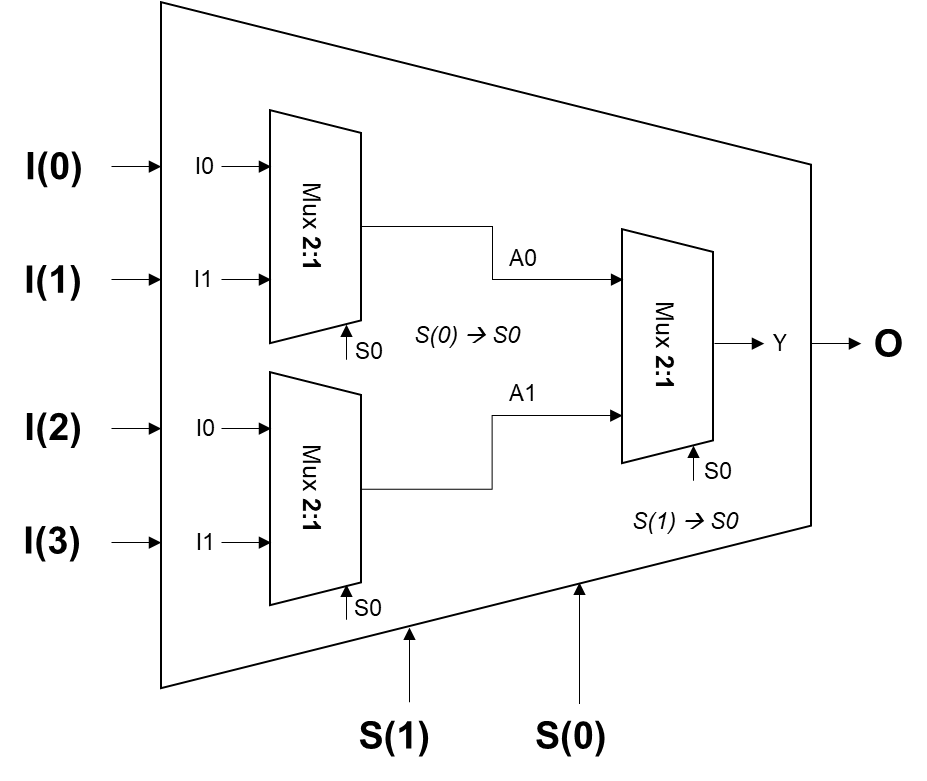 I(0)
I0
Mux 2:1
I(1)
I1
A0
S(0) → S0
S0
Mux 2:1
Y
O
A1
I(2)
I0
Mux 2:1
S0
S(1) → S0
I(3)
I1
S0
S(1)
S(0)